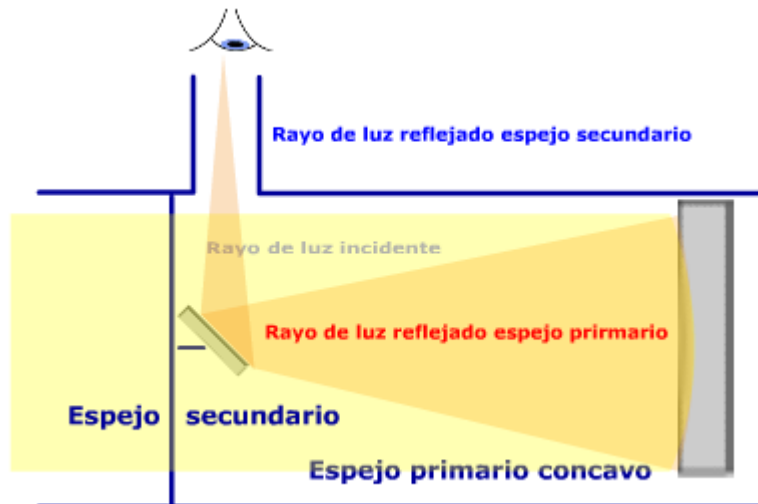 Rayo de luz reflejado espejo secundario
Rayo de luz incidente
Rayo de luz reflejado espejo prirmario
Espejo secundario
Espejo primario concavo